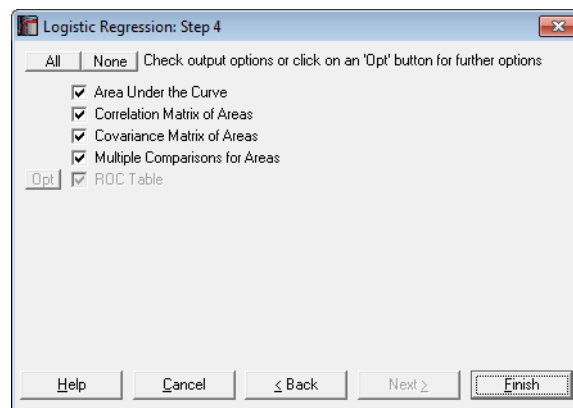 Logistic Regression: Step 4
All None Check output options or click on an 'Opt' button for further options
Area Under the Curve
Correlation Matrix of Areas
Covariance Matrix of Areas
Multiple Comparisons for Areas
Opt ROC Table
Help Cancel < Back Next > Finish